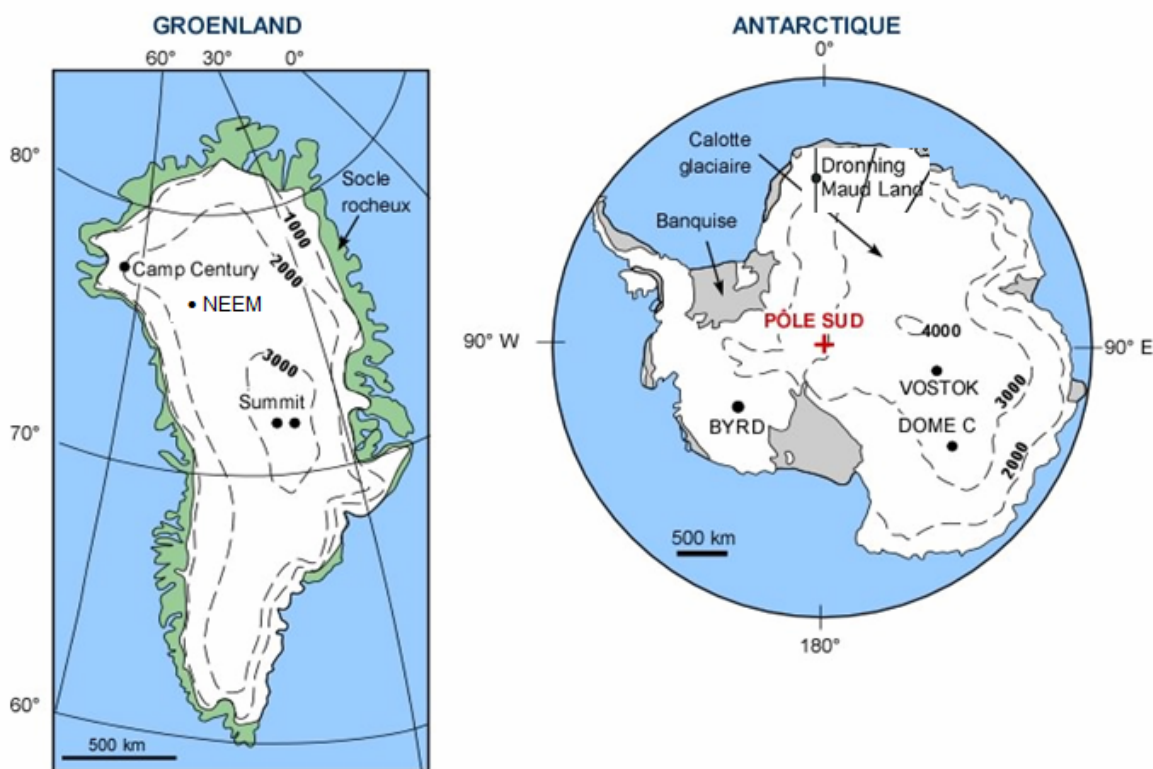 GROENLAND
60° 30° 0°
80°
70°
60°
Socle
rocheux
1000
2000
Camp Century
NEEM
3000
Summit
500 km
ANTARCTIQUE
0°
Calotte
glaciaire
Dronning
Maud Land
Banquise
PÔLE SUD
4000
90° W
90° E
VOSTOK
3000
BYRD
DOME C
2000
500 km
180°